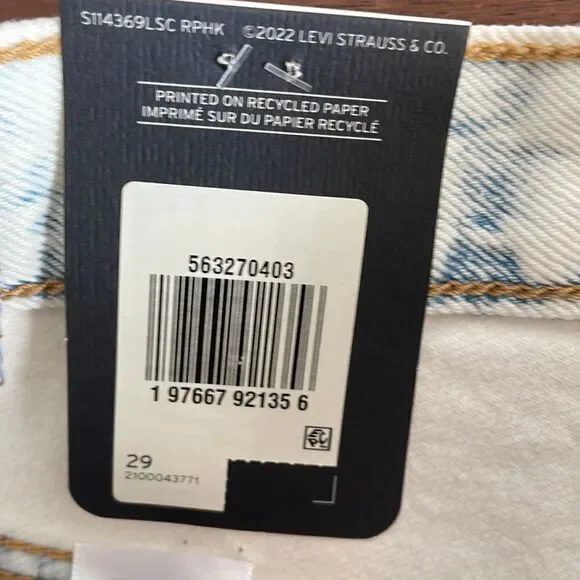 S114369LSC RPHK ©2022 LEVI STRAUSS & CO.
PRINTED ON RECYCLED PAPER
IMPRIMÉ SUR DU PAPIER RECYCLÉ
563270403
1 97667 92135 6
29
2100043771